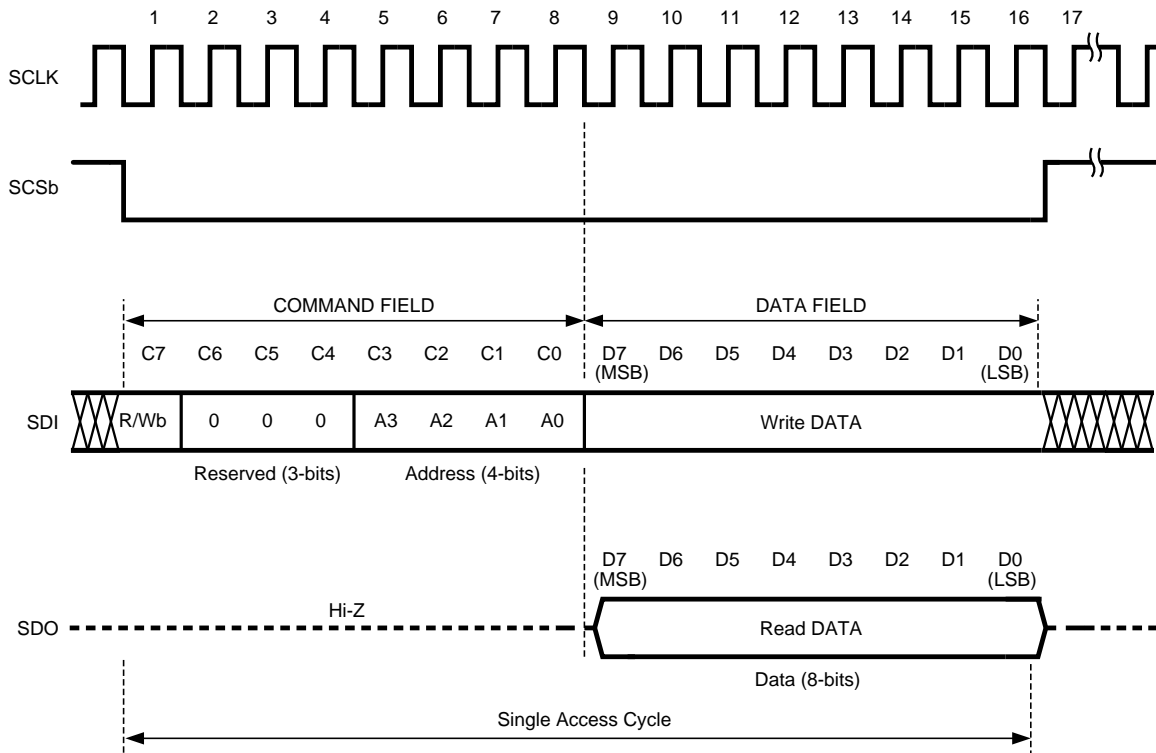 1 2 3 4 5 6 7 8 9 10 11 12 13 14 15 16 17
SCLK
SCSb
COMMAND FIELD DATA FIELD
C7 C6 C5 C4 C3 C2 C1 C0 D7 D6 D5 D4 D3 D2 D1 D0
(MSB) (LSB)
SDI R/Wb 0 0 0 A3 A2 A1 A0 Write DATA
Reserved (3-bits) Address (4-bits)
D7 D6 D5 D4 D3 D2 D1 D0
(MSB) (LSB)
Hi-Z
SDO Read DATA
Data (8-bits)
Single Access Cycle